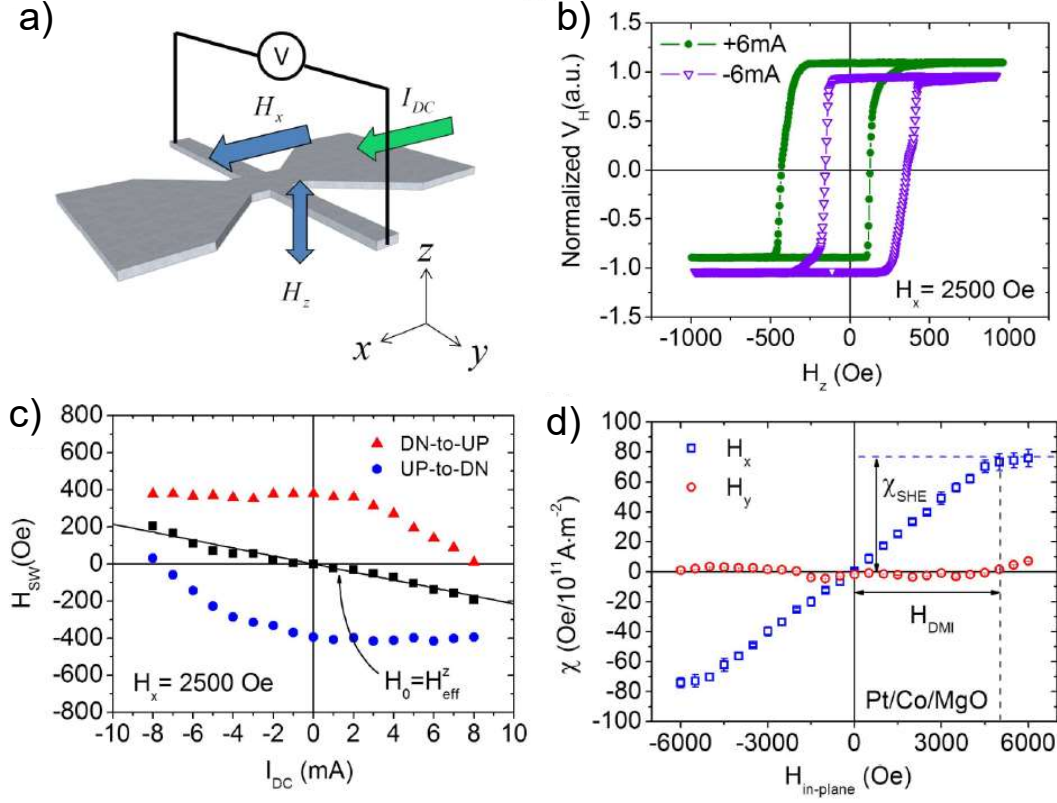 a)
V
H_x
I_DC
H_z
z
x
y
b)
+6mA
-6mA
Normalized V_H(a.u.)
1.5
1.0
0.5
0.0
-0.5
-1.0
-1.5
H_x = 2500 Oe
-1000 -500 0 500 1000
H_z (Oe)
c)
H_SW(Oe)
800
600
400
200
0
-200
-400
-600
-800
DN-to-UP
UP-to-DN
H_x = 2500 Oe
H_0=H^z_eff
-10 -8 -6 -4 -2 0 2 4 6 8 10
I_DC (mA)
d)
χ (Oe/10^11 A·m^-2)
100
80
60
40
20
0
-20
-40
-60
-80
-100
H_x
H_y
χ_SHE
H_DMI
Pt/Co/MgO
-6000 -3000 0 3000 6000
H_in-plane (Oe)